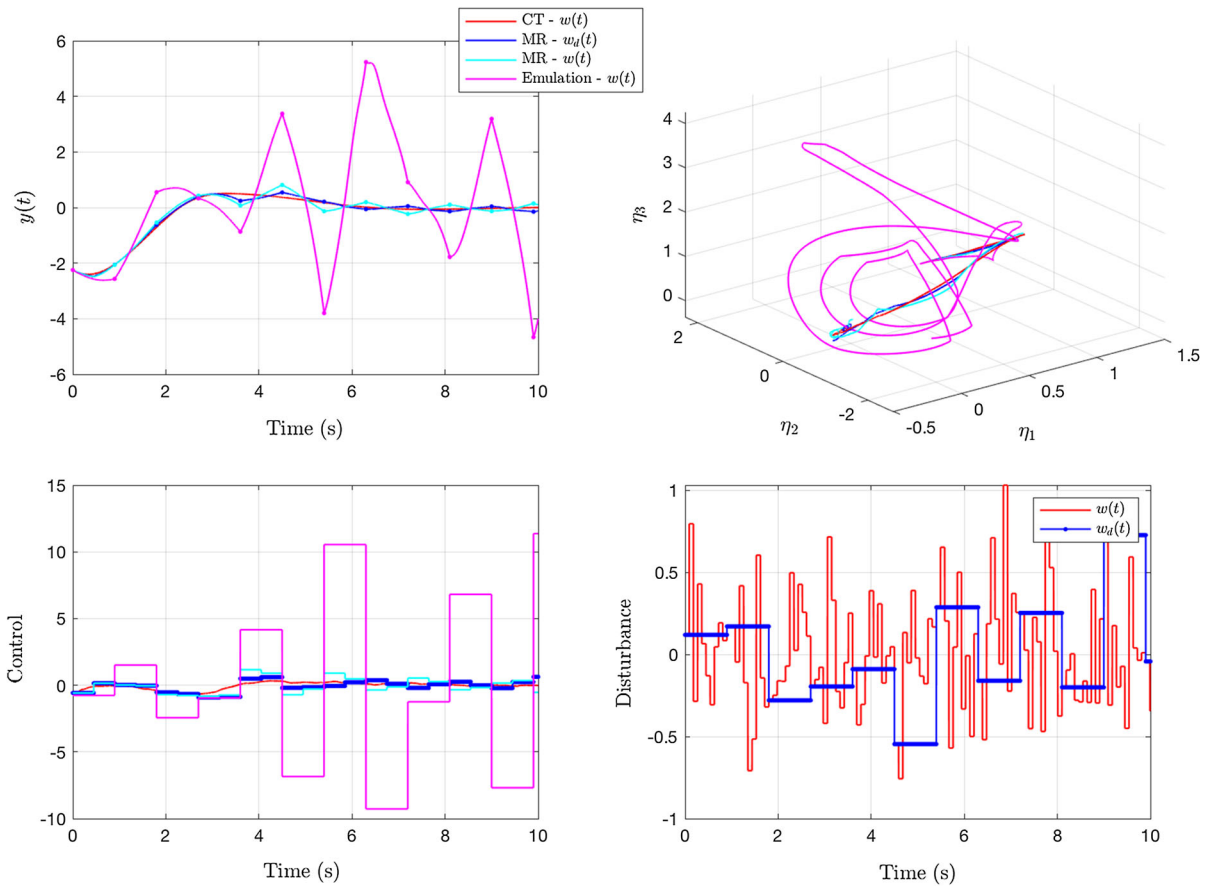 CT - w(t)
MR - w_d(t)
MR - w(t)
Emulation - w(t)
6
4
2
0
-2
-4
-6
y(t)
0 2 4 6 8 10
Time (s)
4
3
2
1
0
η_3
2
0
-2
η_2
-0.5
0
0.5
1
1.5
η_1
15
10
5
0
-5
-10
Control
0 2 4 6 8 10
Time (s)
w(t)
w_d(t)
1
0.5
0
-0.5
-1
Disturbance
0 2 4 6 8 10
Time (s)